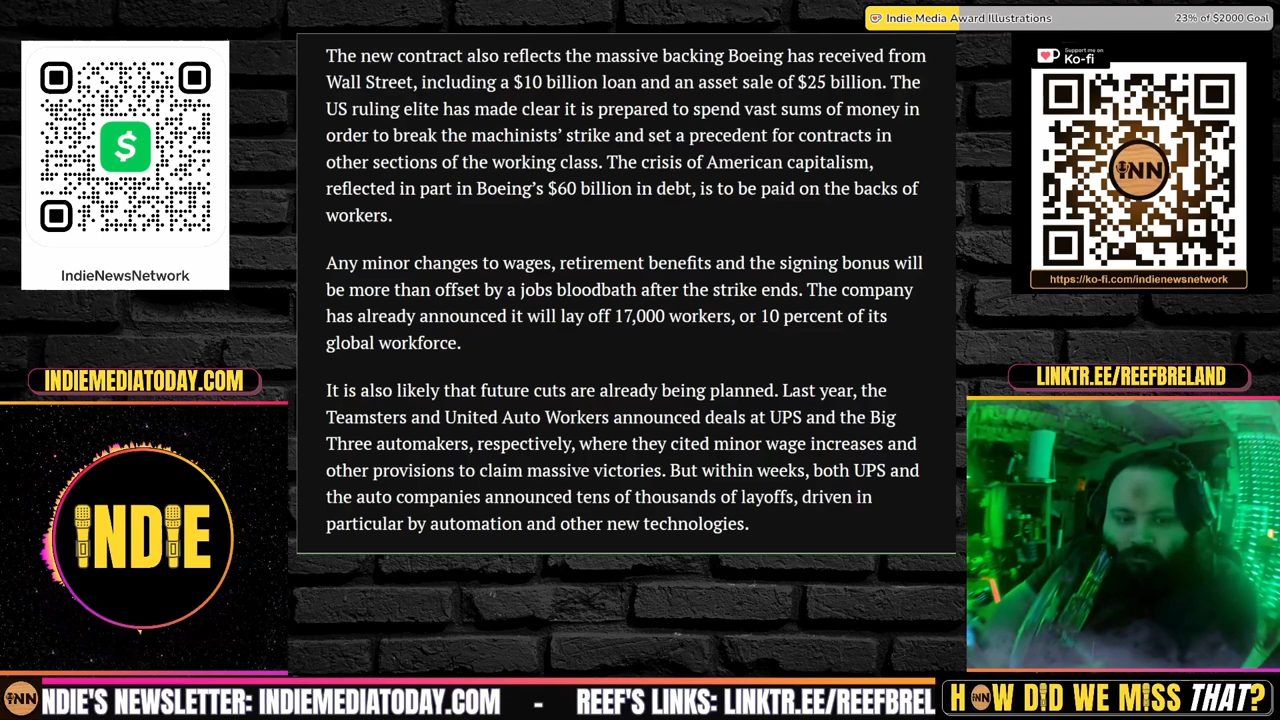 Indie Media Award Illustrations
23% of $2000 Goal
IndieNewsNetwork
INDIEMEDIATODAY.COM
INDIE
The new contract also reflects the massive backing Boeing has received from
Wall Street, including a $10 billion loan and an asset sale of $25 billion. The
US ruling elite has made clear it is prepared to spend vast sums of money in
order to break the machinists’ strike and set a precedent for contracts in
other sections of the working class. The crisis of American capitalism,
reflected in part in Boeing’s $60 billion in debt, is to be paid on the backs of
workers.
Any minor changes to wages, retirement benefits and the signing bonus will
be more than offset by a jobs bloodbath after the strike ends. The company
has already announced it will lay off 17,000 workers, or 10 percent of its
global workforce.
It is also likely that future cuts are already being planned. Last year, the
Teamsters and United Auto Workers announced deals at UPS and the Big
Three automakers, respectively, where they cited minor wage increases and
other provisions to claim massive victories. But within weeks, both UPS and
the auto companies announced tens of thousands of layoffs, driven in
particular by automation and other new technologies.
Support me on
Ko-fi
INN
https://ko-fi.com/indienewsnetwork
LINKTR.EE/REEFBRELAND
INN
NDIE'S NEWSLETTER: INDIEMEDIATODAY.COM - REEF'S LINKS: LINKTR.EE/REEFBREL
HOW DID WE MISS THAT?